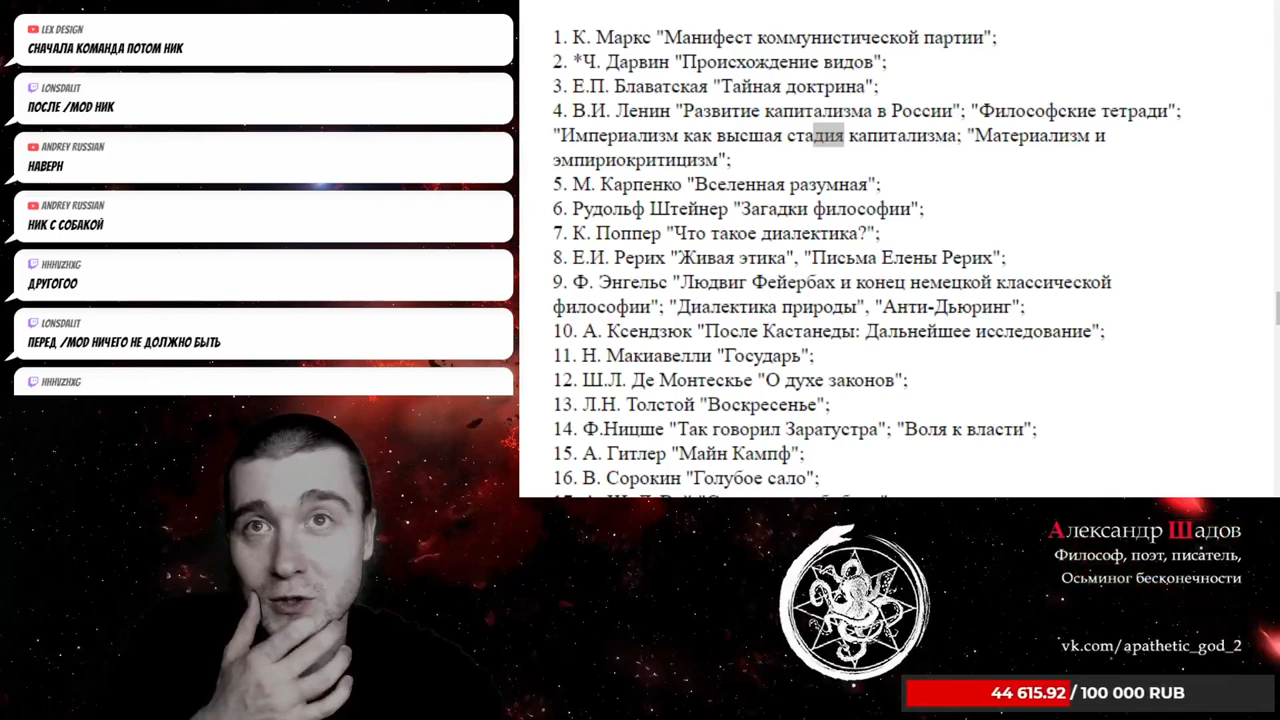 LEX DESIGN
СНАЧАЛА КОМАНДА ПОТОМ НИК
LONSDALIT
ПОСЛЕ /MOD НИК
ANDREY RUSSIAN
НАВЕРН
ANDREY RUSSIAN
НИК С СОБАКОЙ
HHHVZHXG
ДРУГОГОО
LONSDALIT
ПЕРЕД /MOD НИЧЕГО НЕ ДОЛЖНО БЫТЬ
HHHVZHXG
1. К. Маркс "Манифест коммунистической партии";
2. *Ч. Дарвин "Происхождение видов";
3. Е.П. Блаватская "Тайная доктрина";
4. В.И. Ленин "Развитие капитализма в России"; "Философские тетради";
"Империализм как высшая стадия капитализма; "Материализм и
эмпириокритицизм";
5. М. Карпенко "Вселенная разумная";
6. Рудольф Штейнер "Загадки философии";
7. К. Поппер "Что такое диалектика?";
8. Е.И. Рерих "Живая этика", "Письма Елены Рерих";
9. Ф. Энгельс "Людвиг Фейербах и конец немецкой классической
философии"; "Диалектика природы", "Анти-Дьюринг";
10. А. Ксендзюк "После Кастанеды: Дальнейшее исследование";
11. Н. Макиавелли "Государь";
12. Ш.Л. Де Монтескье "О духе законов";
13. Л.Н. Толстой "Воскресенье";
14. Ф.Ницше "Так говорил Заратустра"; "Воля к власти";
15. А. Гитлер "Майн Кампф";
16. В. Сорокин "Голубое сало";
Александр Шадов
Философ, поэт, писатель,
Осьминог бесконечности
vk.com/apathetic_god_2
44 615.92 / 100 000 RUB